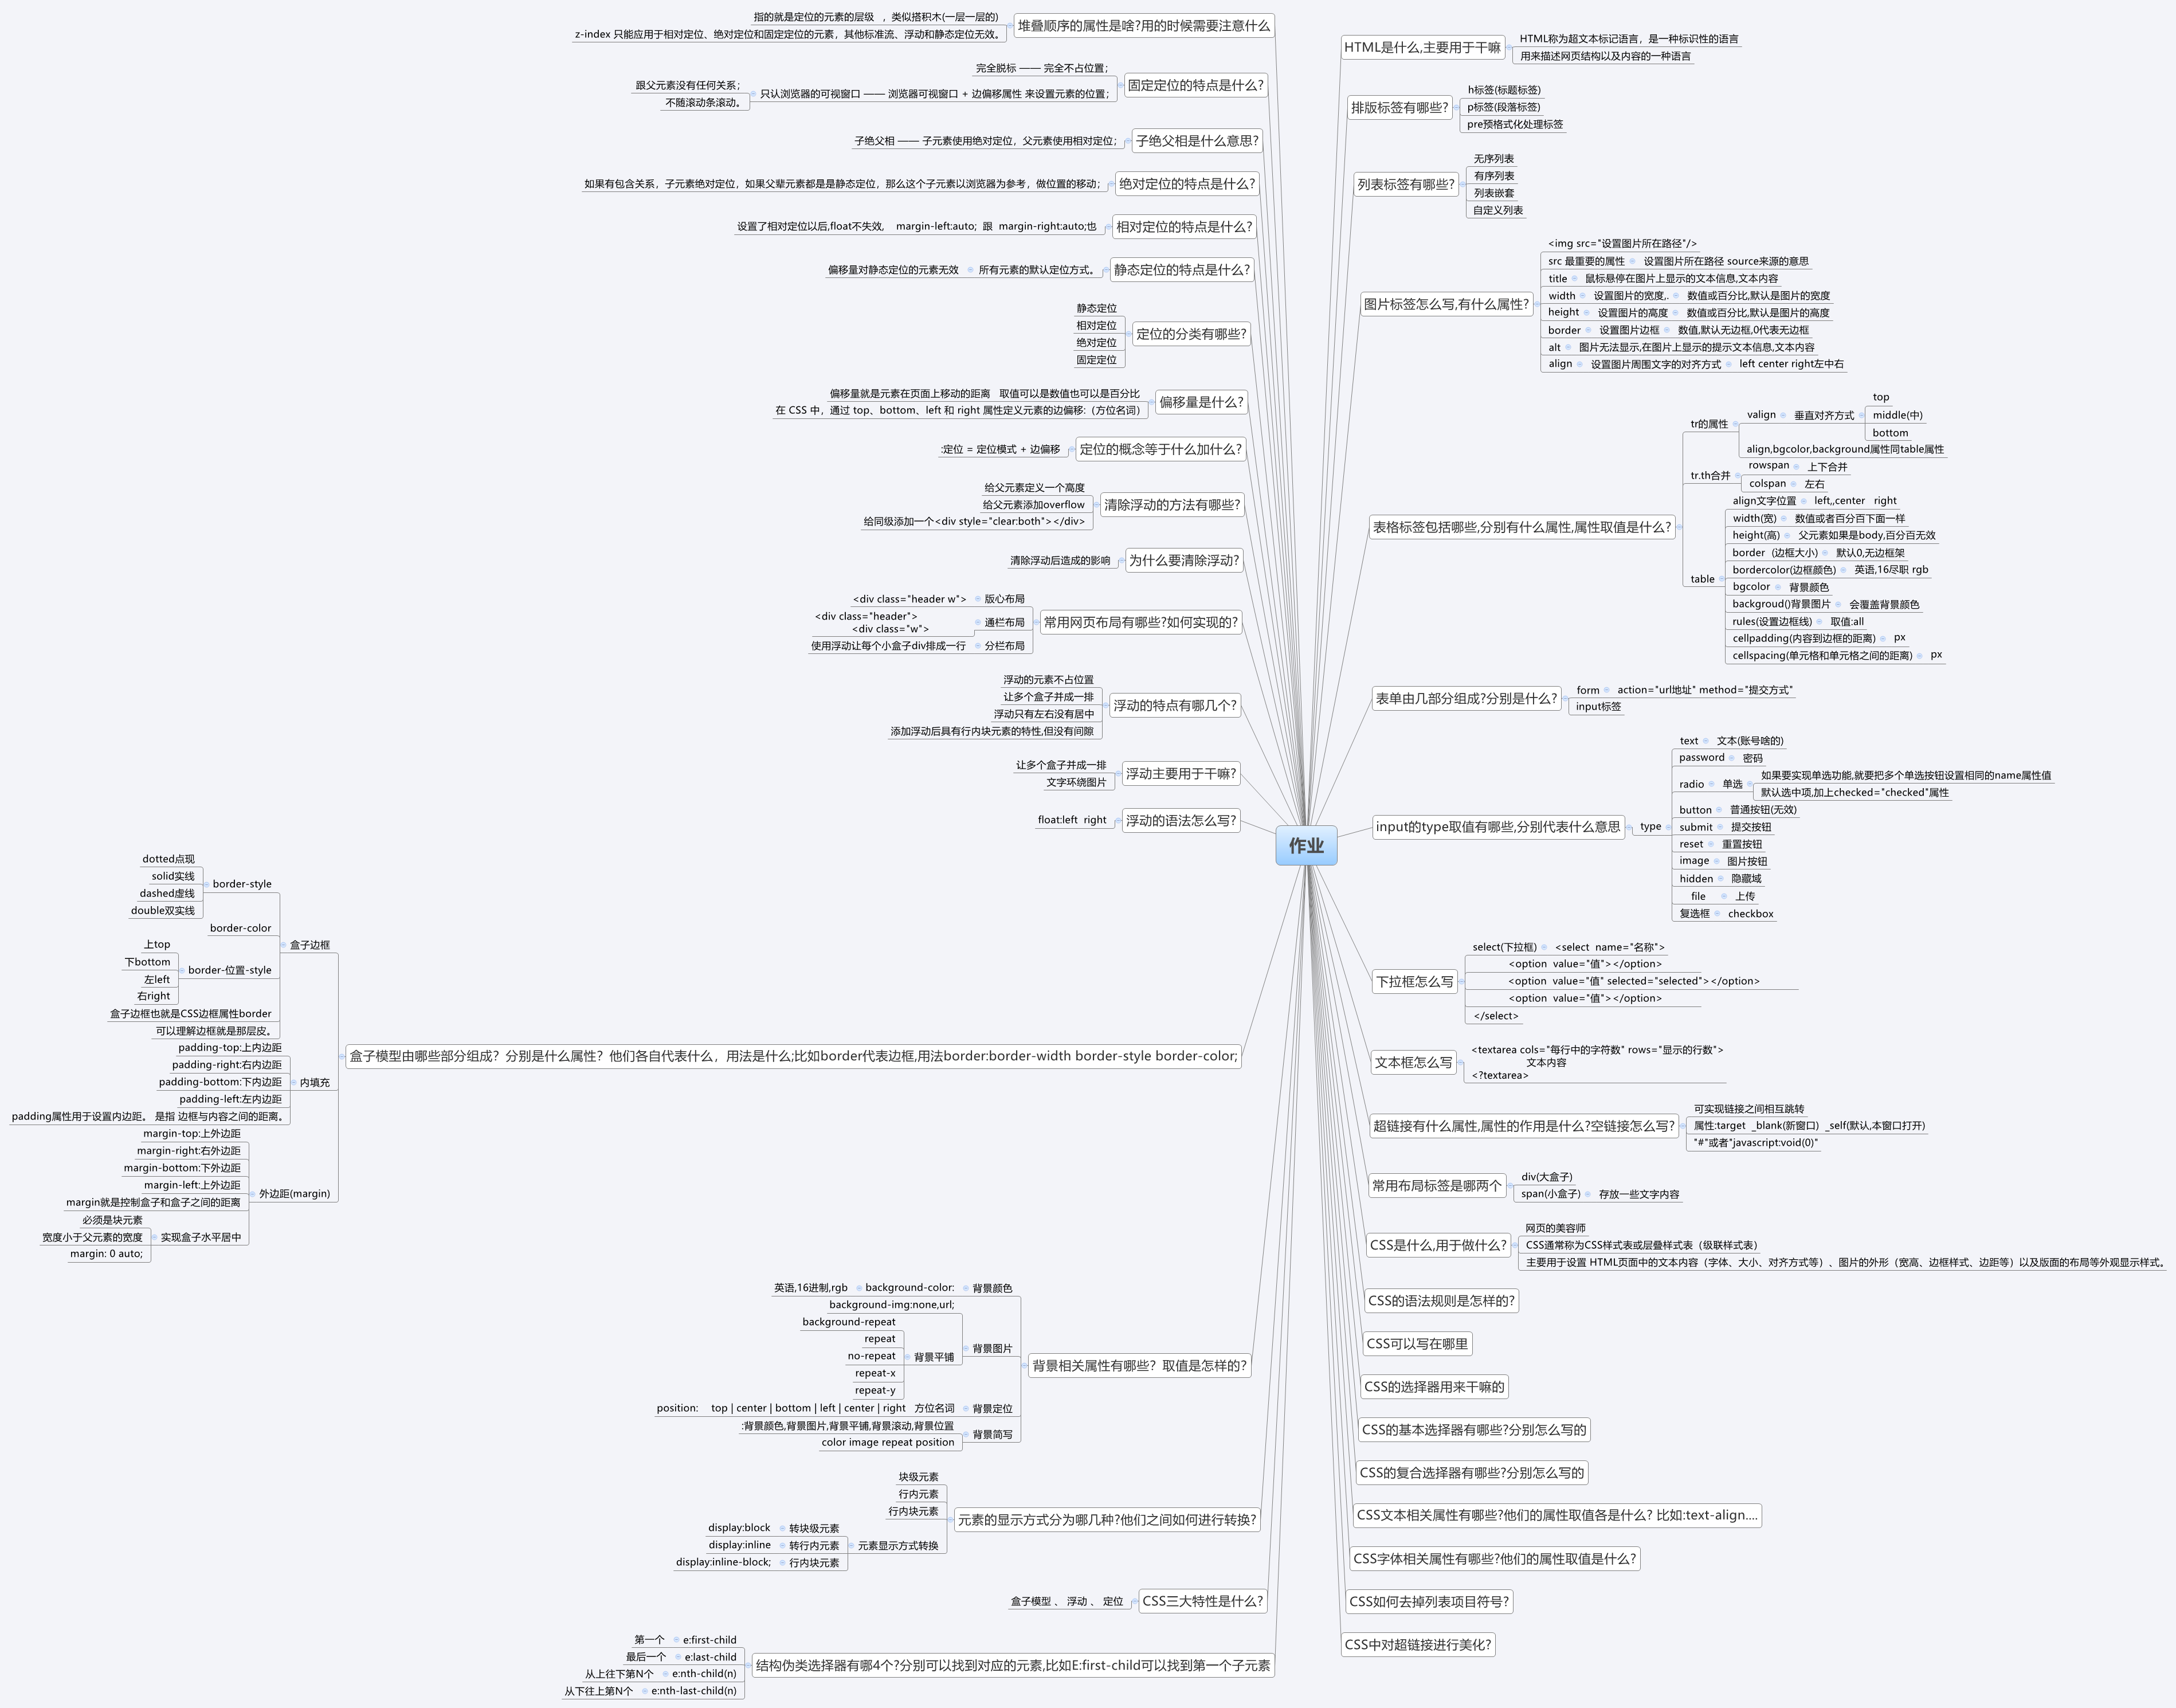 作业
HTML是什么,主要用于干嘛
HTML称为超文本标记语言，是一种标识性的语言
用来描述网页结构以及内容的一种语言
排版标签有哪些?
h标签(标题标签)
p标签(段落标签)
pre预格式化处理标签
列表标签有哪些?
无序列表
有序列表
列表嵌套
自定义列表
图片标签怎么写,有什么属性?
<img src="设置图片所在路径"/>
src 最重要的属性 设置图片所在路径 source来源的意思
title 鼠标悬停在图片上显示的文本信息,文本内容
width 设置图片的宽度,. 数值或百分比,默认是图片的宽度
height 设置图片的高度 数值或百分比,默认是图片的高度
border 设置图片边框 数值,默认无边框,0代表无边框
alt 图片无法显示,在图片上显示的提示文本信息,文本内容
align 设置图片周围文字的对齐方式 left center right左中右
表格标签包括哪些,分别有什么属性,属性取值是什么?
tr的属性
valign 垂直对齐方式
top
middle(中)
bottom
align,bgcolor,background属性同table属性
tr.th合并
rowspan 上下合并
colspan 左右
table
align文字位置 left,,center right
width(宽) 数值或者百分百下面一样
height(高) 父元素如果是body,百分百无效
border (边框大小) 默认0,无边框架
bordercolor(边框颜色) 英语,16尽职 rgb
bgcolor 背景颜色
backgroud()背景图片 会覆盖背景颜色
rules(设置边框线) 取值:all
cellpadding(内容到边框的距离) px
cellspacing(单元格和单元格之间的距离) px
表单由几部分组成?分别是什么?
form action="url地址" method="提交方式"
input标签
input的type取值有哪些,分别代表什么意思
type
text 文本(账号啥的)
password 密码
radio 单选
如果要实现单选功能,就要把多个单选按钮设置相同的name属性值
默认选中项,加上checked="checked"属性
button 普通按钮(无效)
submit 提交按钮
reset 重置按钮
image 图片按钮
hidden 隐藏域
file 上传
复选框 checkbox
下拉框怎么写
select(下拉框) <select name="名称">
<option value="值"></option>
<option value="值" selected="selected"></option>
<option value="值"></option>
</select>
文本框怎么写
<textarea cols="每行中的字符数" rows="显示的行数">
文本内容
<?textarea>
超链接有什么属性,属性的作用是什么?空链接怎么写?
可实现链接之间相互跳转
属性:target _blank(新窗口) _self(默认,本窗口打开)
"#"或者"javascript:void(0)"
常用布局标签是哪两个
div(大盒子)
span(小盒子) 存放一些文字内容
CSS是什么,用于做什么?
网页的美容师
CSS通常称为CSS样式表或层叠样式表（级联样式表）
主要用于设置 HTML页面中的文本内容（字体、大小、对齐方式等）、图片的外形（宽高、边框样式、边距等）以及版面的布局等外观显示样式。
CSS的语法规则是怎样的?
CSS可以写在哪里
CSS的选择器用来干嘛的
CSS的基本选择器有哪些?分别怎么写的
CSS的复合选择器有哪些?分别怎么写的
CSS文本相关属性有哪些?他们的属性取值各是什么? 比如:text-align....
CSS字体相关属性有哪些?他们的属性取值是什么?
CSS如何去掉列表项目符号?
CSS中对超链接进行美化?
堆叠顺序的属性是啥?用的时候需要注意什么
指的就是定位的元素的层级 ，类似搭积木(一层一层的)
z-index 只能应用于相对定位、绝对定位和固定定位的元素，其他标准流、浮动和静态定位无效。
固定定位的特点是什么?
完全脱标 —— 完全不占位置；
只认浏览器的可视窗口 —— 浏览器可视窗口 + 边偏移属性 来设置元素的位置；
跟父元素没有任何关系；
不随滚动条滚动。
子绝父相是什么意思?
子绝父相 —— 子元素使用绝对定位，父元素使用相对定位；
绝对定位的特点是什么?
如果有包含关系，子元素绝对定位，如果父辈元素都是是静态定位，那么这个子元素以浏览器为参考，做位置的移动；
相对定位的特点是什么?
设置了相对定位以后,float不失效, margin-left:auto; 跟 margin-right:auto;也
静态定位的特点是什么?
所有元素的默认定位方式。
偏移量对静态定位的元素无效
定位的分类有哪些?
静态定位
相对定位
绝对定位
固定定位
偏移量是什么?
偏移量就是元素在页面上移动的距离 取值可以是数值也可以是百分比
在 CSS 中，通过 top、bottom、left 和 right 属性定义元素的边偏移:（方位名词）
定位的概念等于什么加什么?
:定位 = 定位模式 + 边偏移
清除浮动的方法有哪些?
给父元素定义一个高度
给父元素添加overflow
给同级添加一个<div style="clear:both"></div>
为什么要清除浮动?
清除浮动后造成的影响
常用网页布局有哪些?如何实现的?
版心布局
<div class="header w">
通栏布局
<div class="header">
<div class="w">
分栏布局
使用浮动让每个小盒子div排成一行
浮动的特点有哪几个?
浮动的元素不占位置
让多个盒子并成一排
浮动只有左右没有居中
添加浮动后具有行内块元素的特性,但没有间隙
浮动主要用于干嘛?
让多个盒子并成一排
文字环绕图片
浮动的语法怎么写?
float:left right
盒子模型由哪些部分组成？分别是什么属性？他们各自代表什么，用法是什么;比如border代表边框,用法border:border-width border-style border-color;
盒子边框
border-style
dotted点现
solid实线
dashed虚线
double双实线
border-color
border-位置-style
上top
下bottom
左left
右right
盒子边框也就是CSS边框属性border
可以理解边框就是那层皮。
内填充
padding-top:上内边距
padding-right:右内边距
padding-bottom:下内边距
padding-left:左内边距
padding属性用于设置内边距。 是指 边框与内容之间的距离。
外边距(margin)
margin-top:上外边距
margin-right:右外边距
margin-bottom:下外边距
margin-left:上外边距
margin就是控制盒子和盒子之间的距离
实现盒子水平居中
必须是块元素
宽度小于父元素的宽度
margin: 0 auto;
背景相关属性有哪些？取值是怎样的?
背景颜色
background-color:
英语,16进制,rgb
背景图片
background-img:none,url;
背景平铺
background-repeat
repeat
no-repeat
repeat-x
repeat-y
背景定位
position: top | center | bottom | left | center | right 方位名词
背景简写
:背景颜色,背景图片,背景平铺,背景滚动,背景位置
color image repeat position
元素的显示方式分为哪几种?他们之间如何进行转换?
块级元素
行内元素
行内块元素
元素显示方式转换
转块级元素
display:block
转行内元素
display:inline
行内块元素
display:inline-block;
CSS三大特性是什么?
盒子模型 、 浮动 、 定位
结构伪类选择器有哪4个?分别可以找到对应的元素,比如E:first-child可以找到第一个子元素
e:first-child
第一个
e:last-child
最后一个
e:nth-child(n)
从上往下第N个
e:nth-last-child(n)
从下往上第N个